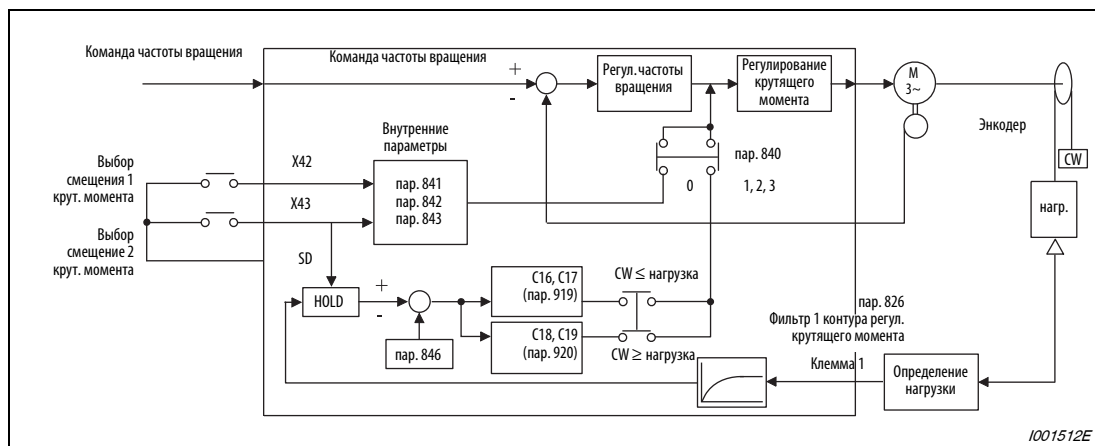 Команда частоты вращения
Команда частоты вращения
+
-
Регул. частоты
вращения
Регулирование
крутящего
момента
M
3~
Энкодер
CW
нагр.
Внутренние
параметры
Выбор
смещения 1
крут. момента
X42
пар. 841
пар. 842
пар. 843
пар. 840
0
1, 2, 3
X43
Выбор
смещения 2
крут. момента
SD
HOLD
+
-
C16, C17
(пар. 919)
CW ≤ нагрузка
пар. 846
C18, C19
(пар. 920)
CW ≥ нагрузка
пар. 826
Фильтр 1 контура регул.
крутящего момента
Клемма 1
Определение
нагрузки
I001512E